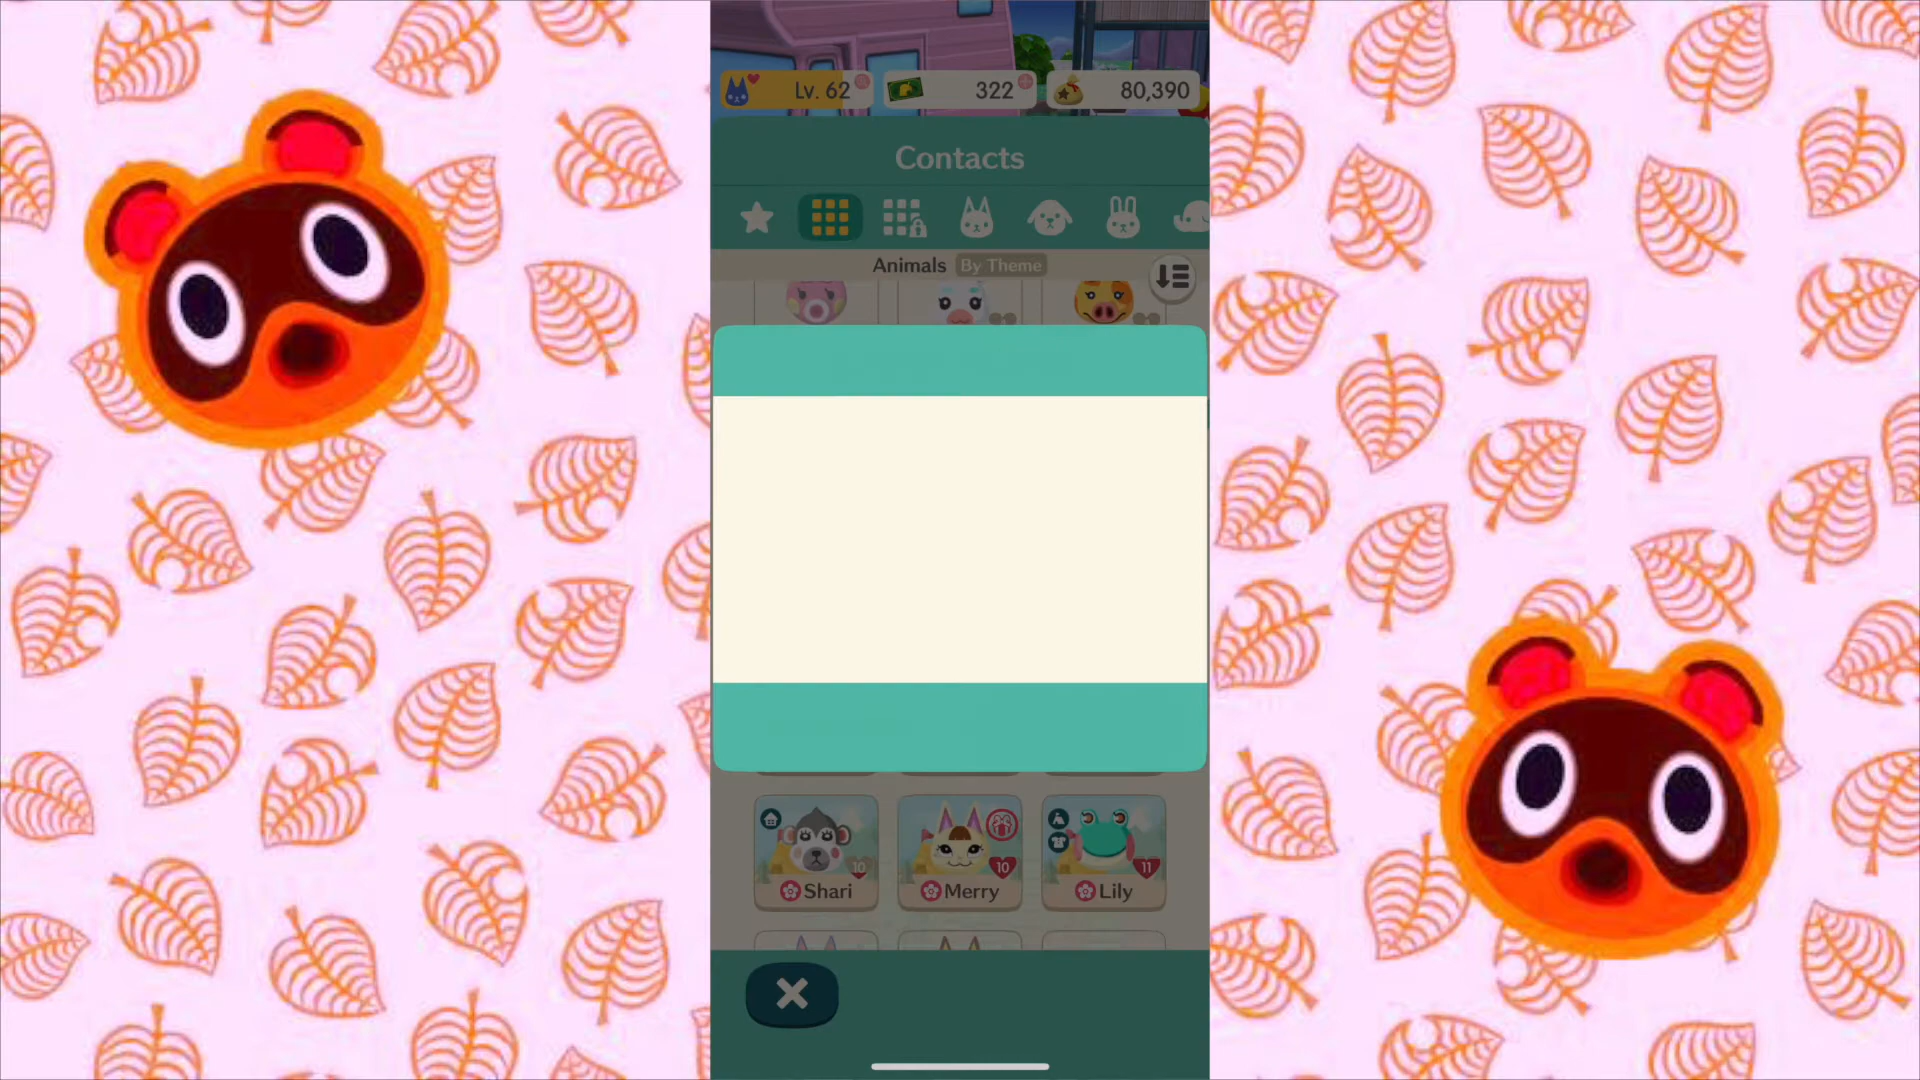 Lv. 62 322 80,390
Contacts
Animals By Theme
10 10 11
Shari Merry Lily